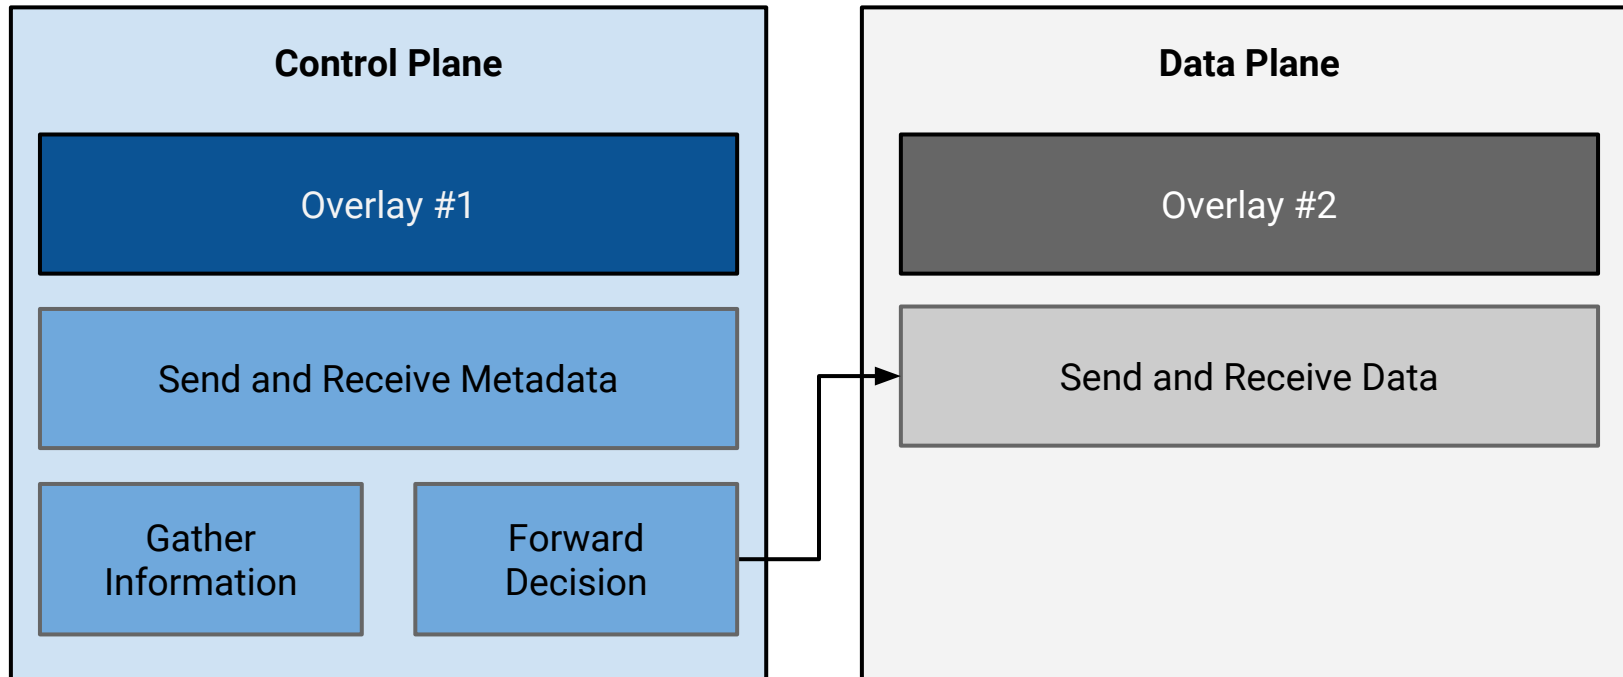 Control Plane
Overlay #1
Send and Receive Metadata
Gather
Information
Forward
Decision
Data Plane
Overlay #2
Send and Receive Data